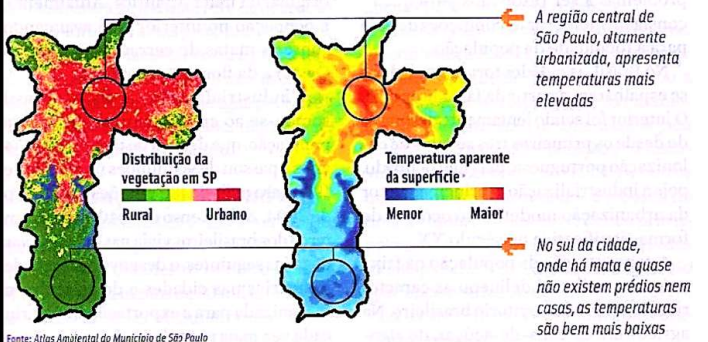 A região central de
São Paulo, altamente
urbanizada, apresenta
temperaturas mais
elevadas
Distribuição da
vegetação em SP
Rural Urbano
Temperatura aparente
da superfície
Menor Maior
No sul da cidade,
onde há mata e quase
não existem prédios nem
casas, as temperaturas
são bem mais baixas
Fonte: Atlas Ambiental do Município de São Paulo